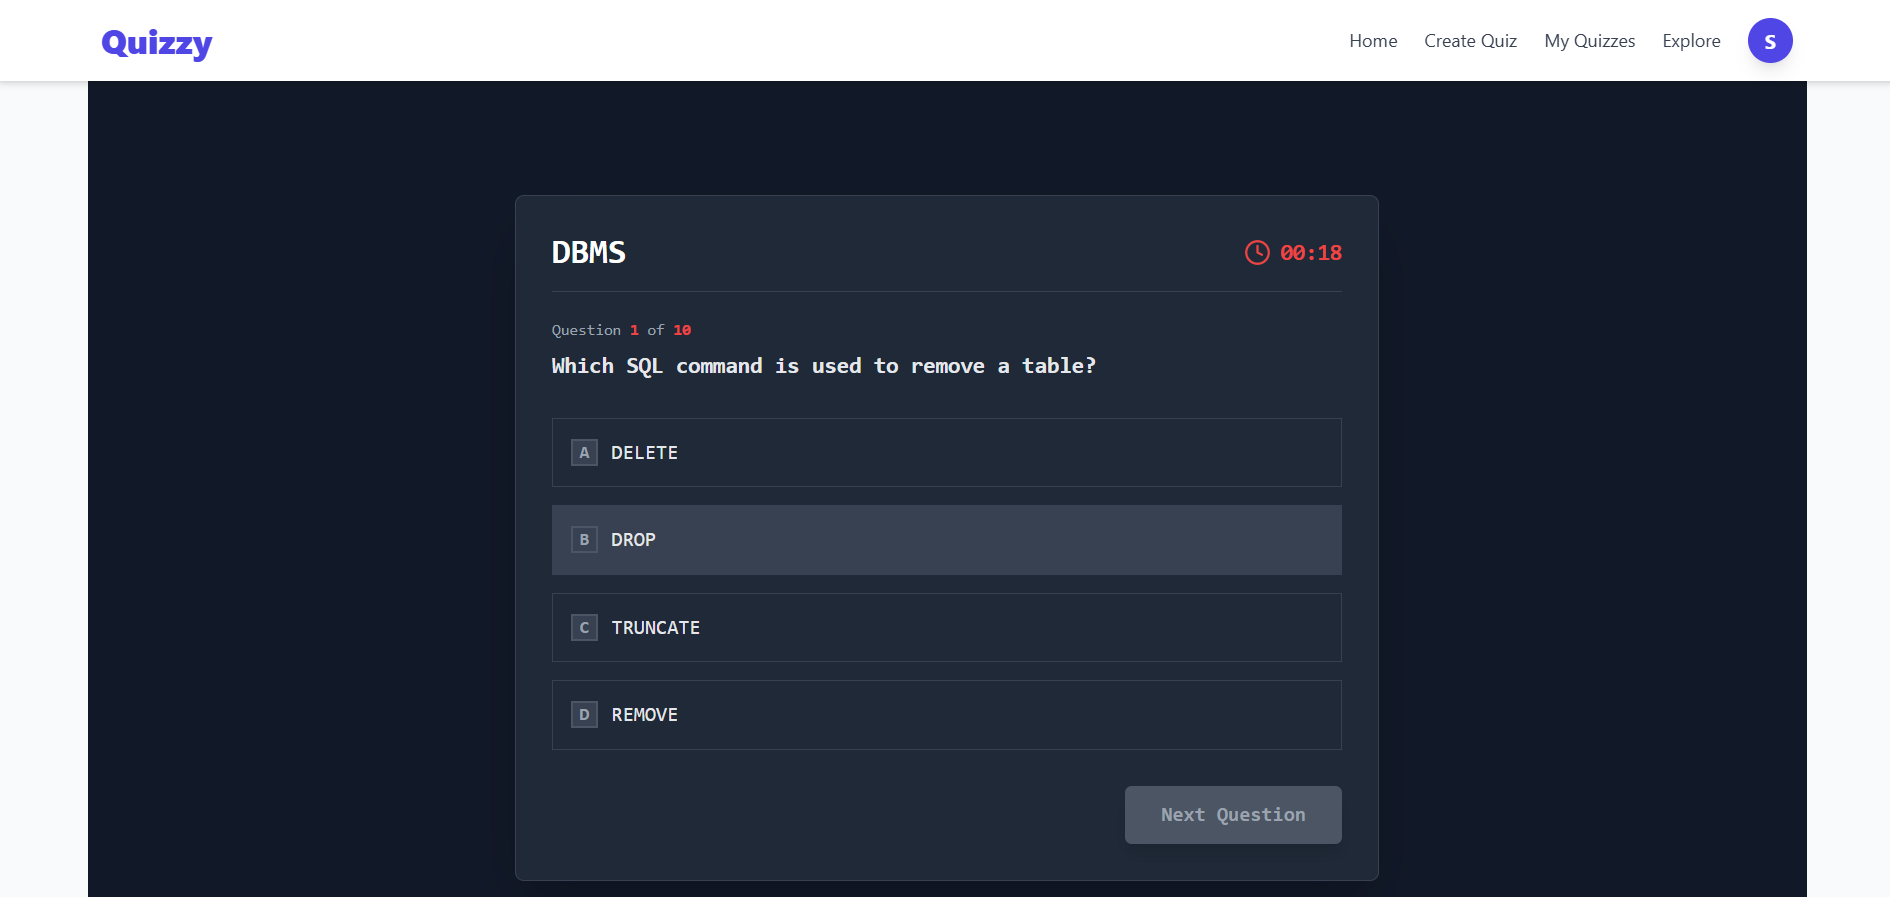 Quizzy
Home Create Quiz My Quizzes Explore S
DBMS 00:18
Question 1 of 10
Which SQL command is used to remove a table?
A DELETE
B DROP
C TRUNCATE
D REMOVE
Next Question